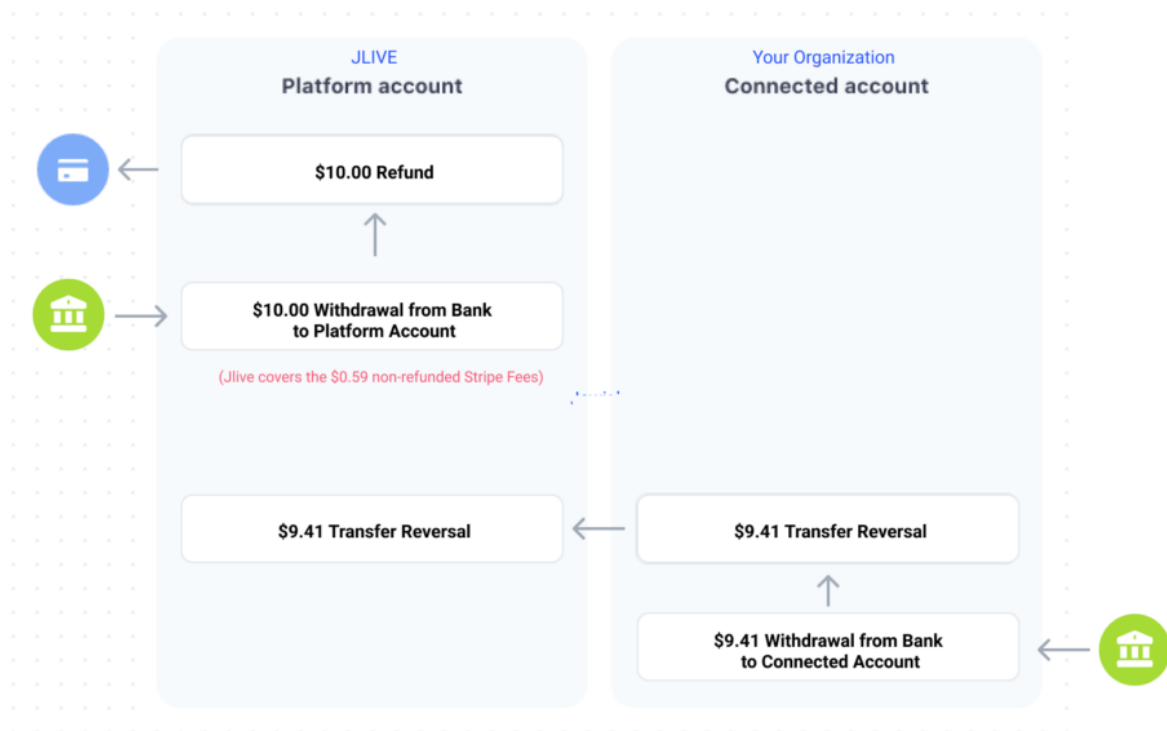 JLIVE
Platform account
Your Organization
Connected account
$10.00 Refund
$10.00 Withdrawal from Bank
to Platform Account
(Jlive covers the $0.59 non-refunded Stripe Fees)
$9.41 Transfer Reversal
$9.41 Transfer Reversal
$9.41 Withdrawal from Bank
to Connected Account